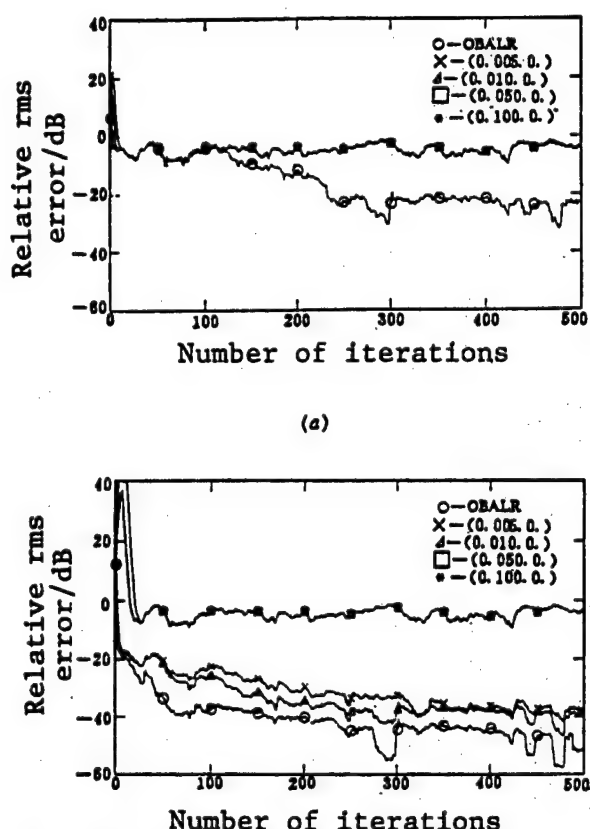 40
20
0
−20
−40
−60
Relative rms
error/dB
○—OBALR
×—(0.005.0.)
⊿—(0.010.0.)
□—(0.050.0.)
*—(0.100.0.)
0 100 200 300 400 500
Number of iterations
(a)
40
20
0
−20
−40
−60
Relative rms
error/dB
○—OBALR
×—(0.005.0.)
⊿—(0.010.0.)
□—(0.050.0.)
*—(0.100.0.)
0 100 200 300 400 500
Number of iterations